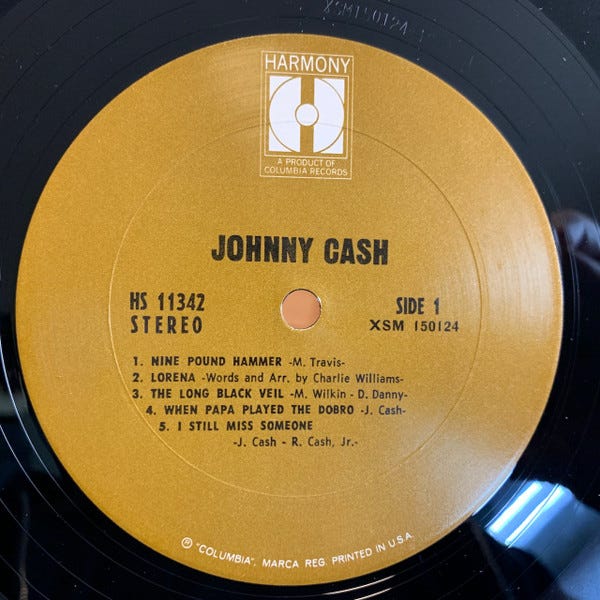 XSM150124
HARMONY
H
A PRODUCT OF
COLUMBIA RECORDS
JOHNNY CASH
HS 11342
STEREO
SIDE 1
XSM 150124
1. NINE POUND HAMMER -M. Travis-
2. LORENA -Words and Arr. by Charlie Williams-
3. THE LONG BLACK VEIL -M. Wilkin - D. Danny-
4. WHEN PAPA PLAYED THE DOBRO -J. Cash-
5. I STILL MISS SOMEONE
-J. Cash - R. Cash, Jr.-
Ⓡ "COLUMBIA", MARCA REG. PRINTED IN U.S.A.